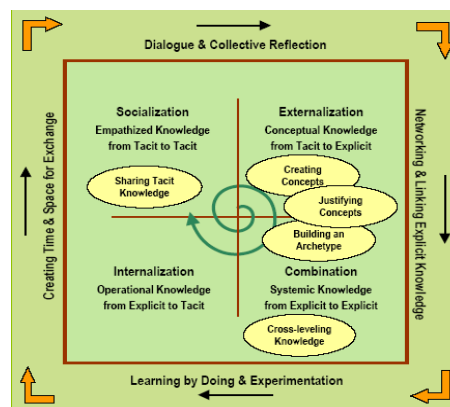 Dialogue & Collective Reflection
Creating Time & Space for Exchange
Socialization
Empathized Knowledge
from Tacit to Tacit
Sharing Tacit
Knowledge
Externalization
Conceptual Knowledge
from Tacit to Explicit
Creating
Concepts
Justifying
Concepts
Building an
Archetype
Networking & Linking Explicit Knowledge
Internalization
Operational Knowledge
from Explicit to Tacit
Combination
Systemic Knowledge
from Explicit to Explicit
Cross-leveling
Knowledge
Learning by Doing & Experimentation